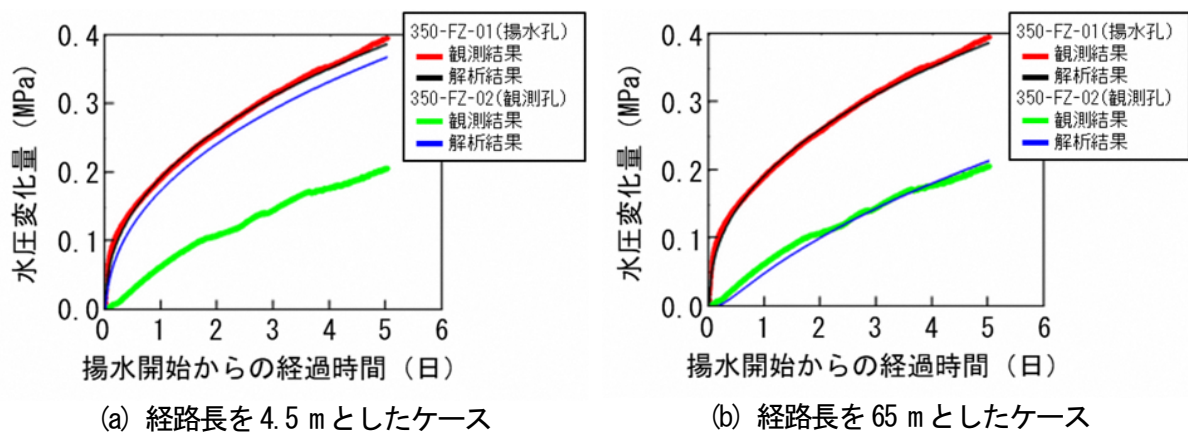 水圧変化量 (MPa)
0.4
0.3
0.2
0.1
0.0
0 1 2 3 4 5 6
揚水開始からの経過時間 (日)
350-FZ-01(揚水孔)
観測結果
解析結果
350-FZ-02(観測孔)
観測結果
解析結果
(a) 経路長を 4.5 m としたケース
水圧変化量 (MPa)
0.4
0.3
0.2
0.1
0.0
0 1 2 3 4 5 6
揚水開始からの経過時間 (日)
350-FZ-01(揚水孔)
観測結果
解析結果
350-FZ-02(観測孔)
観測結果
解析結果
(b) 経路長を 65 m としたケース